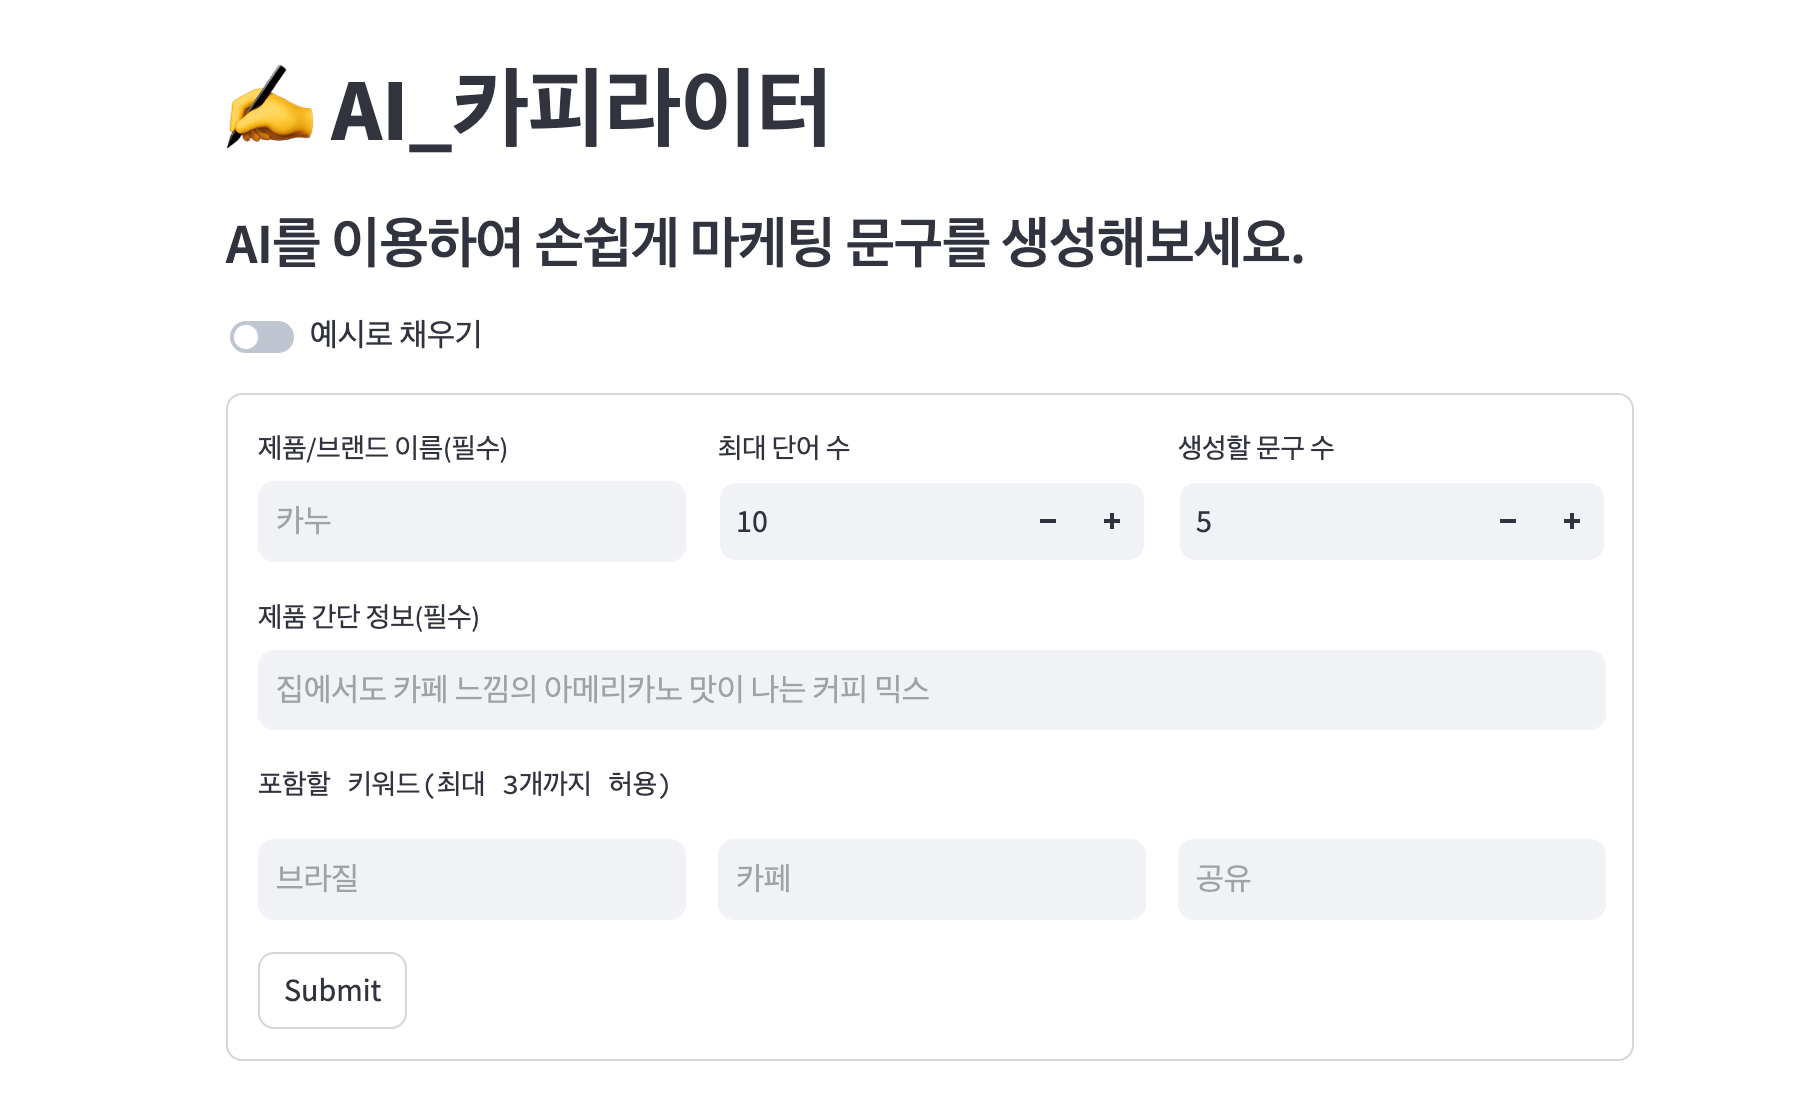 ✍️ AI_카피라이터
AI를 이용하여 손쉽게 마케팅 문구를 생성해보세요.
예시로 채우기
제품/브랜드 이름(필수) 최대 단어 수 생성할 문구 수
카누 10 − + 5 − +
제품 간단 정보(필수)
집에서도 카페 느낌의 아메리카노 맛이 나는 커피 믹스
포함할 키워드(최대 3개까지 허용)
브라질 카페 공유
Submit